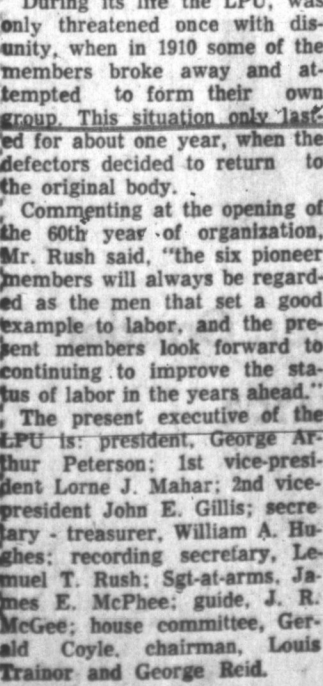 During its life the LPU, was
only threatened once with dis-
unity, when in 1910 some of the
members broke away and at-
tempted to form their own
group. This situation only last-
ed for about one year, when the
defectors decided to return to
the original body.
Commenting at the opening of
the 60th year of organization,
Mr. Rush said, "the six pioneer
members will always be regard-
ed as the men that set a good
example to labor, and the pre-
sent members look forward to
continuing to improve the sta-
tus of labor in the years ahead."
The present executive of the
LPU is: president, George Ar-
thur Peterson; 1st vice-presi-
dent Lorne J. Mahar; 2nd vice-
president John E. Gillis; secre
tary - treasurer, William A. Hu-
ghes; recording secretary, Le-
muel T. Rush; Sgt-at-arms, Ja-
mes E. McPhee; guide, J. R.
McGee; house committee, Ger-
ald Coyle, chairman, Louis
Trainor and George Reid.